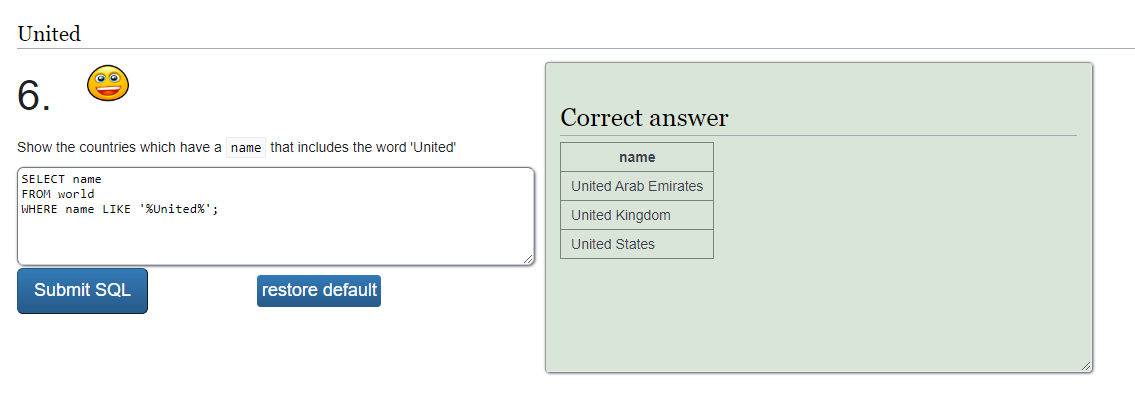 United
6.
Show the countries which have a name that includes the word 'United'
SELECT name
FROM world
WHERE name LIKE '%United%';
Submit SQL
restore default
Correct answer
name
United Arab Emirates
United Kingdom
United States